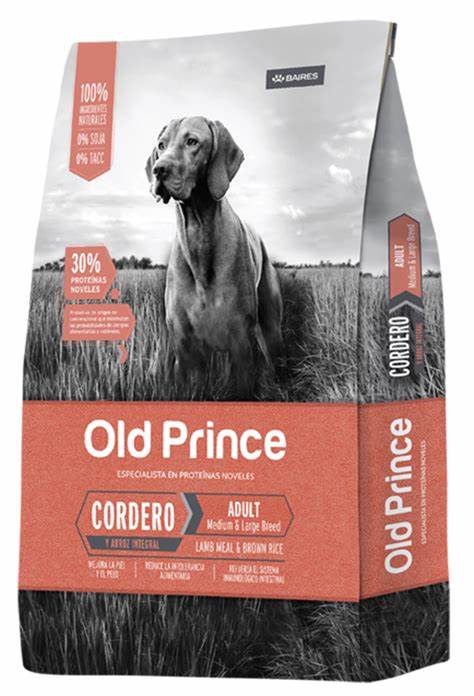 BAIRES
100%
INGREDIENTES
NATURALES
0% SOJA
0% TACC
30%
PROTEÍNAS
NOVELES
Old Prince
ESPECIALISTA EN PROTEÍNAS NOVELES
CORDERO
Y ARROZ INTEGRAL
ADULT
Medium & Large Breed
LAMB MEAL & BROWN RICE
MEJORA LA PIEL
Y EL PELO
REDUCE LA INTOLERANCIA
ALIMENTARIA
REFUERZA EL SISTEMA
INMUNOLÓGICO INTESTINAL
ADULT
Medium & Large Breed
CORDERO
Y ARROZ INTEGRAL
Old Prince
ESPECIALISTA EN PROTEÍNAS NOVELES